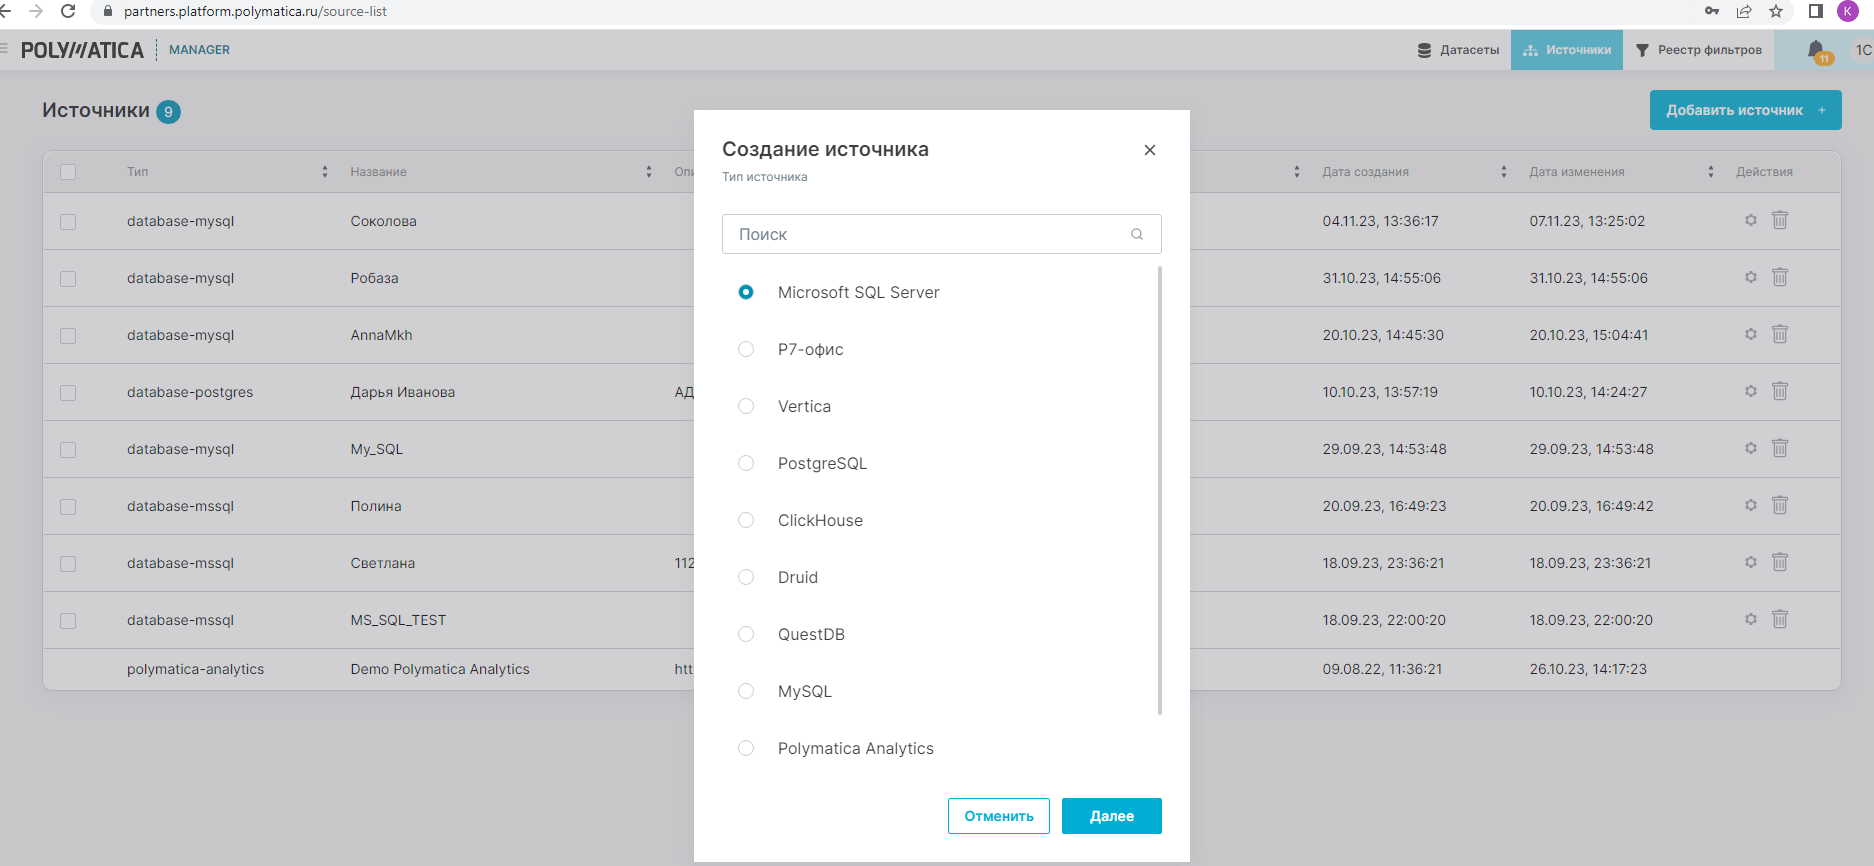 partners.platform.polymatica.ru/source-list
K
POLYMATICA MANAGER
Датасеты Источники Реестр фильтров 11 1C
Источники 9
Добавить источник +
Тип Название Опи Дата создания Дата изменения Действия
database-mysql Соколова 04.11.23, 13:36:17 07.11.23, 13:25:02
database-mysql Робаза 31.10.23, 14:55:06 31.10.23, 14:55:06
database-mysql AnnaMkh 20.10.23, 14:45:30 20.10.23, 15:04:41
database-postgres Дарья Иванова АД 10.10.23, 13:57:19 10.10.23, 14:24:27
database-mysql My_SQL 29.09.23, 14:53:48 29.09.23, 14:53:48
database-mssql Полина 20.09.23, 16:49:23 20.09.23, 16:49:42
database-mssql Светлана 112 18.09.23, 23:36:21 18.09.23, 23:36:21
database-mssql MS_SQL_TEST 18.09.23, 22:00:20 18.09.23, 22:00:20
polymatica-analytics Demo Polymatica Analytics htt 09.08.22, 11:36:21 26.10.23, 14:17:23
Создание источника
Тип источника
Поиск
Microsoft SQL Server
Р7-офис
Vertica
PostgreSQL
ClickHouse
Druid
QuestDB
MySQL
Polymatica Analytics
Отменить Далее